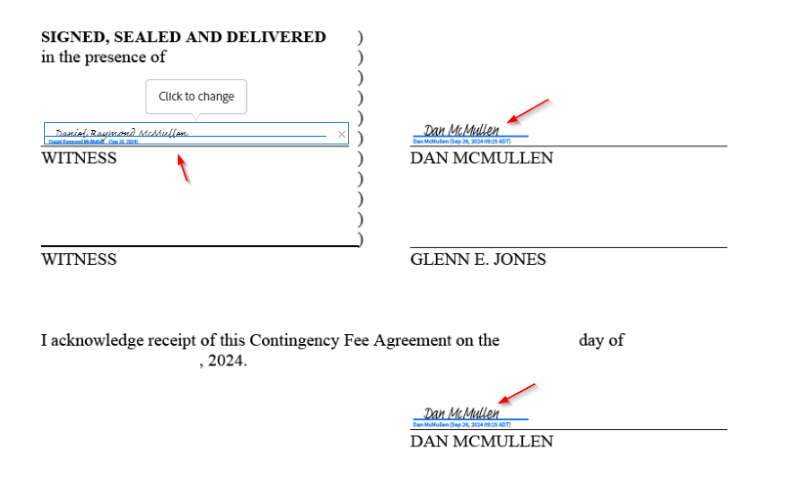 SIGNED, SEALED AND DELIVERED )
in the presence of )
)
Click to change )
)
Daniel Raymond McMullen × ) Dan McMullen
Daniel Raymond McMullen (Sep 26, 2024) Dan McMullen (Sep 26, 2024 09:25 ADT)
WITNESS ) DAN MCMULLEN
)
)
)
)
WITNESS GLENN E. JONES
I acknowledge receipt of this Contingency Fee Agreement on the day of
, 2024.
Dan McMullen
Dan McMullen (Sep 26, 2024 09:25 ADT)
DAN MCMULLEN